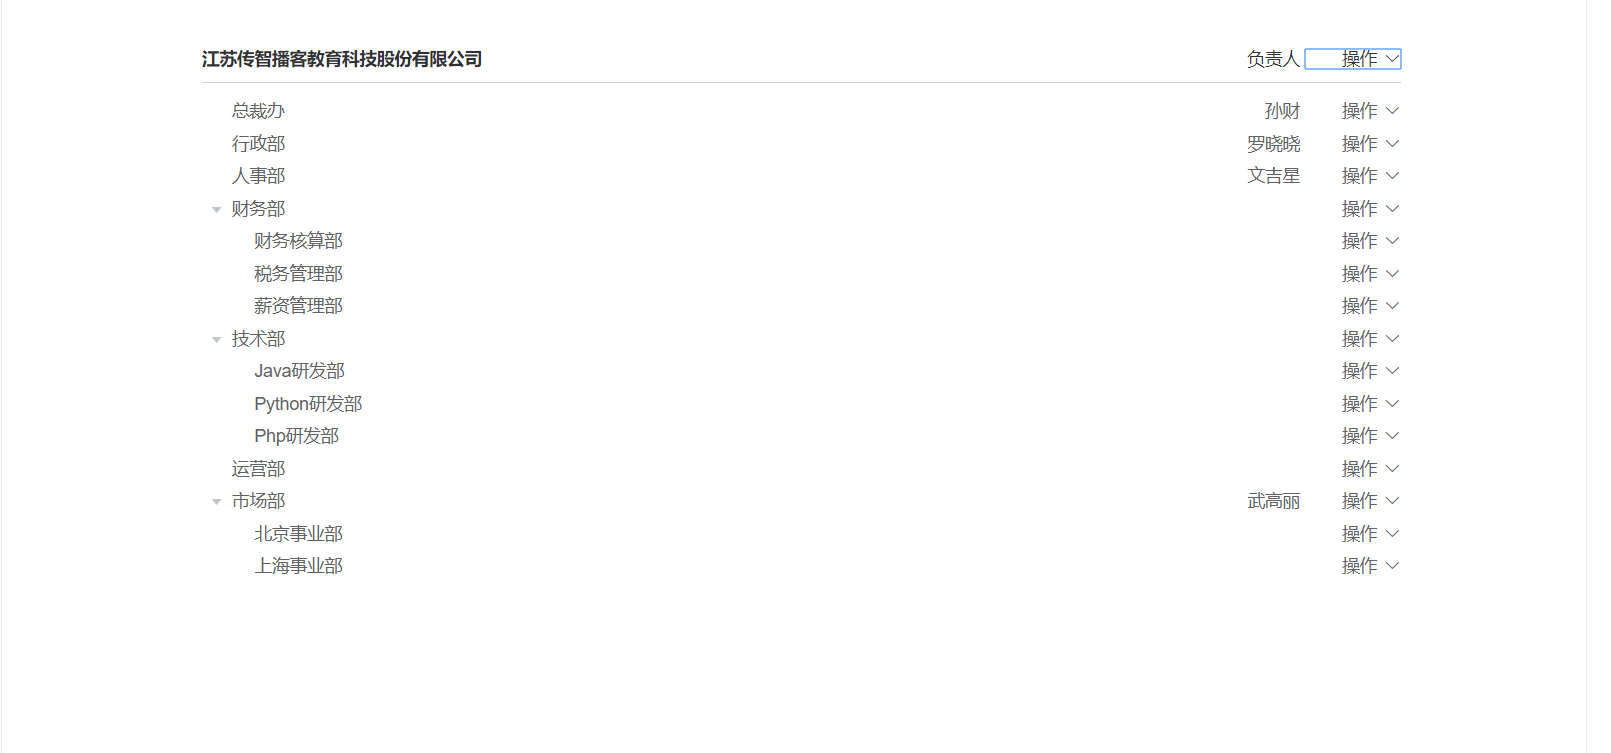 江苏传智播客教育科技股份有限公司 负责人 操作
总裁办 孙财 操作
行政部 罗晓晓 操作
人事部 文吉星 操作
财务部 操作
财务核算部 操作
税务管理部 操作
薪资管理部 操作
技术部 操作
Java研发部 操作
Python研发部 操作
Php研发部 操作
运营部 操作
市场部 武高丽 操作
北京事业部 操作
上海事业部 操作